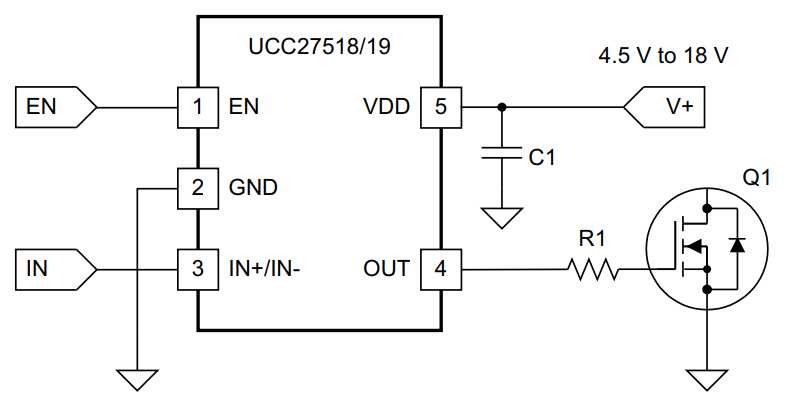 UCC27518/19
4.5 V to 18 V
EN
1
EN
VDD
5
V+
C1
2
GND
Q1
R1
IN
3
IN+/IN-
OUT
4